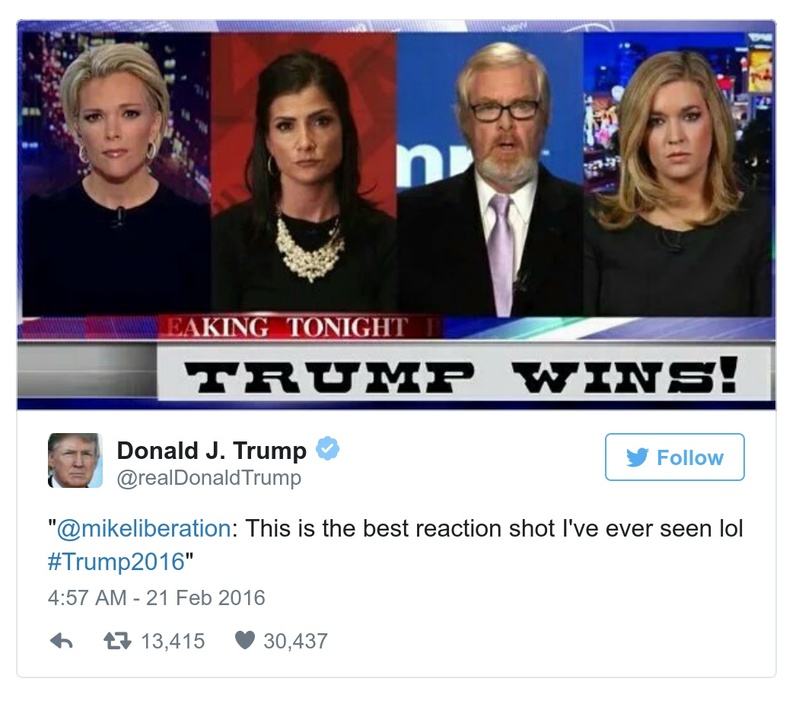 New
EAKING TONIGHT
TRUMP WINS!
Donald J. Trump
@realDonaldTrump
Follow
"@mikeliberation: This is the best reaction shot I've ever seen lol
#Trump2016"
4:57 AM - 21 Feb 2016
13,415 30,437